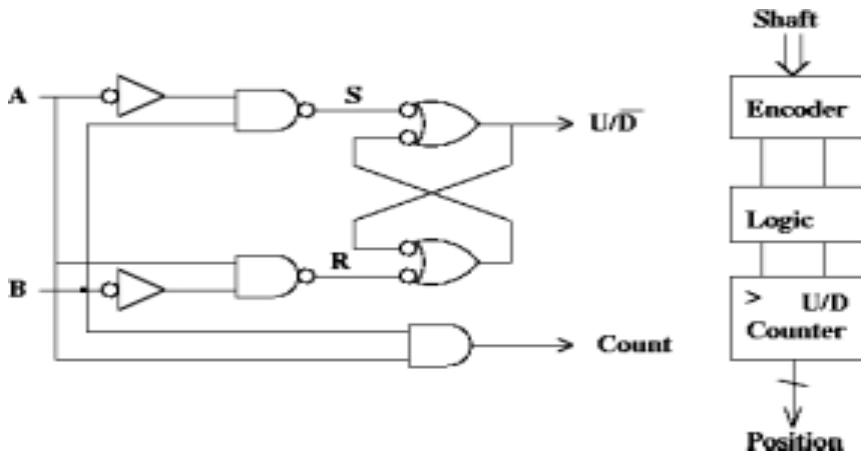 A
B
S
R
U/D̅
Count
Shaft
Encoder
Logic
> U/D
Counter
Position